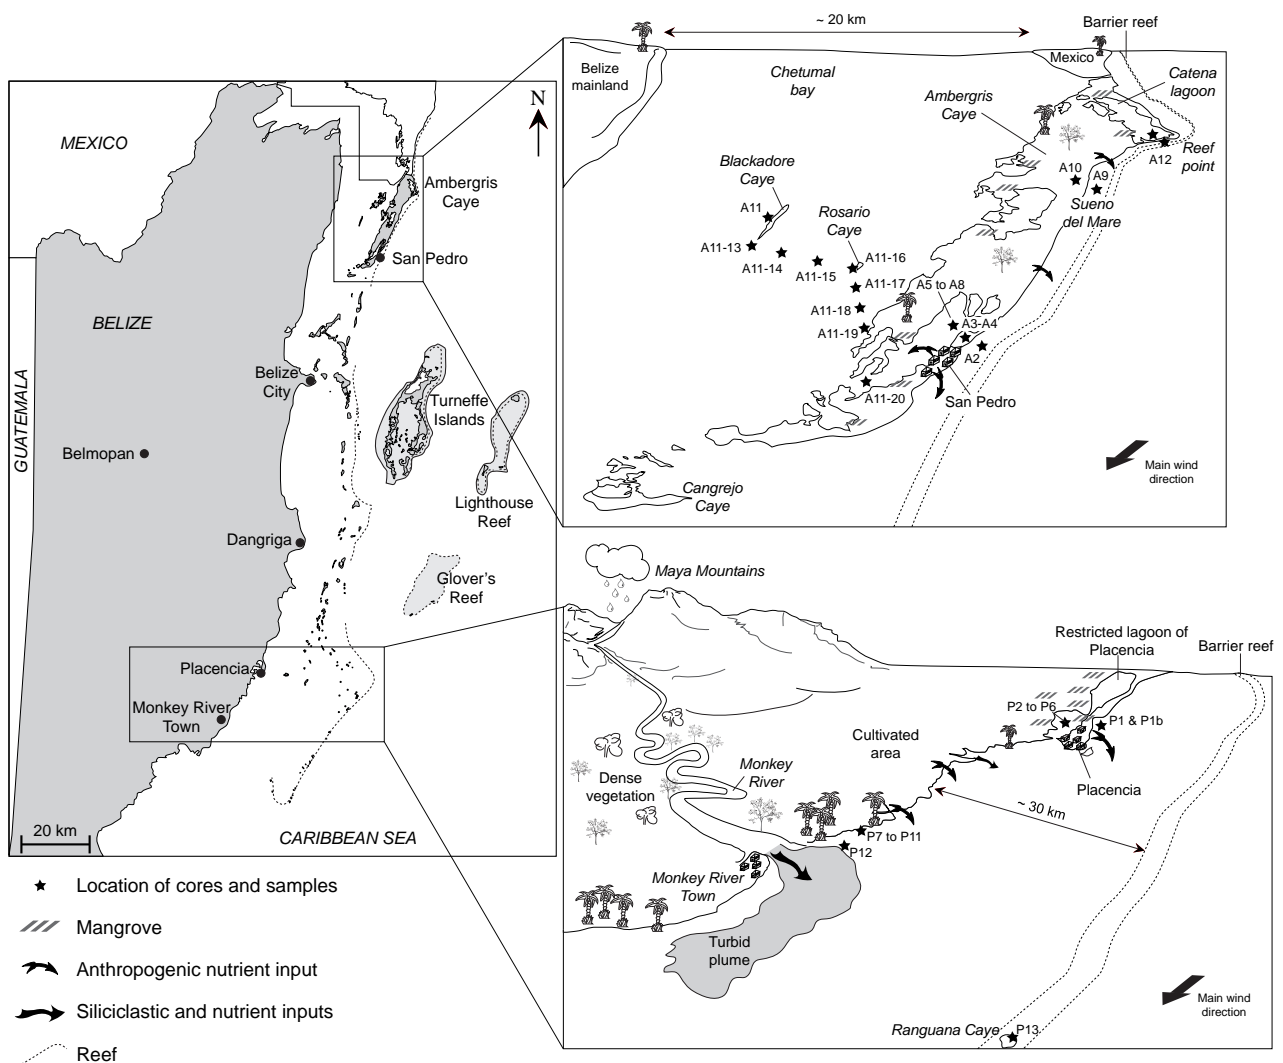 MEXICO
N
Ambergris
Caye
San Pedro
BELIZE
GUATEMALA
Belize
City
Turneffe
Islands
Belmopan
Lighthouse
Reef
Dangriga
Glover's
Reef
Placencia
Monkey River
Town
20 km
CARIBBEAN SEA
~ 20 km
Barrier reef
Belize
mainland
Chetumal
bay
Mexico
Catena
lagoon
Ambergris
Caye
Reef
point
A12
A10
A9
Sueno
del Mare
Blackadore
Caye
A11
Rosario
Caye
A11-13
A11-14
A11-15
A11-16
A11-17
A5 to A8
A11-18
A3-A4
A11-19
A2
A11-20
San Pedro
Cangrejo
Caye
Main wind
direction
Maya Mountains
Restricted lagoon of
Placencia
Barrier reef
P2 to P6
P1 & P1b
Cultivated
area
Monkey
River
Dense
vegetation
Placencia
~ 30 km
P7 to P11
P12
Monkey River
Town
Turbid
plume
Main wind
direction
Ranguana Caye
P13
Location of cores and samples
Mangrove
Anthropogenic nutrient input
Siliciclastic and nutrient inputs
Reef